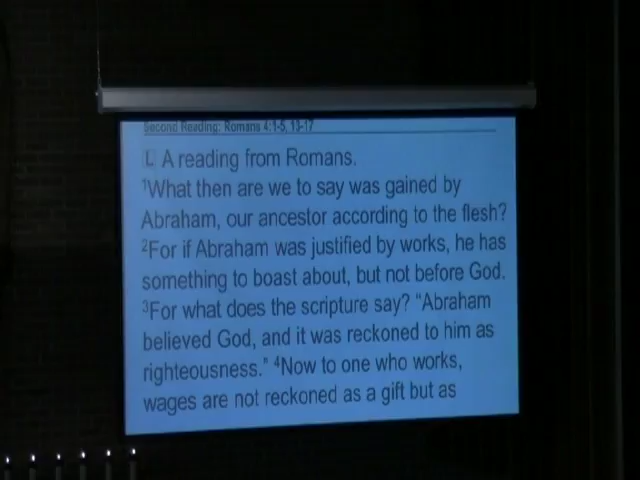 Second Reading: Romans 4:1-5, 13-17
L A reading from Romans.
¹What then are we to say was gained by
Abraham, our ancestor according to the flesh?
²For if Abraham was justified by works, he has
something to boast about, but not before God.
³For what does the scripture say? "Abraham
believed God, and it was reckoned to him as
righteousness." ⁴Now to one who works,
wages are not reckoned as a gift but as